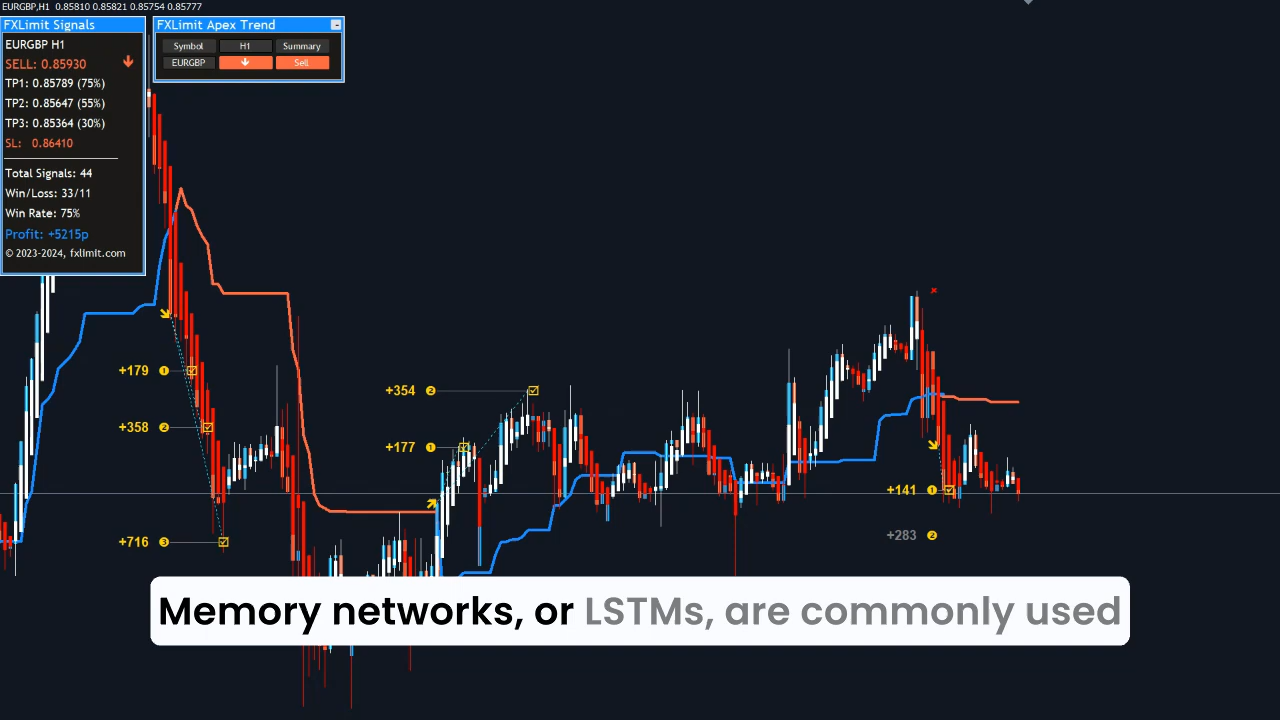 EURGBP,H1 0.85810 0.85821 0.85754 0.85777
FXLimit Signals
EURGBP H1
SELL: 0.85930
TP1: 0.85789 (75%)
TP2: 0.85647 (55%)
TP3: 0.85364 (30%)
SL: 0.86410
Total Signals: 44
Win/Loss: 33/11
Win Rate: 75%
Profit: +5215p
© 2023-2024, fxlimit.com
FXLimit Apex Trend
Symbol H1 Summary
EURGBP Sell
+179 1
+358 2
+716 3
+354 2
+177 1
+141 1
+283 2
Memory networks, or LSTMs, are commonly used